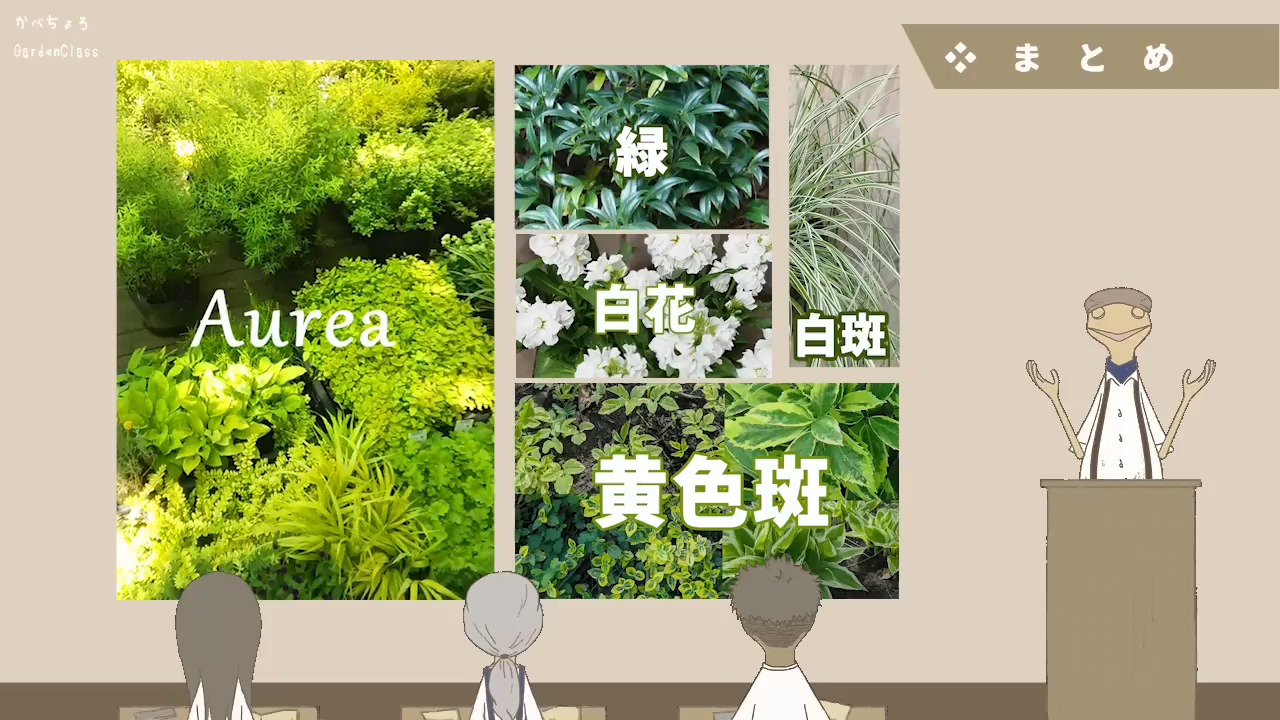 かべちょろ
GardenClass
❖ まとめ
Aurea
緑
白花
白斑
黄色斑